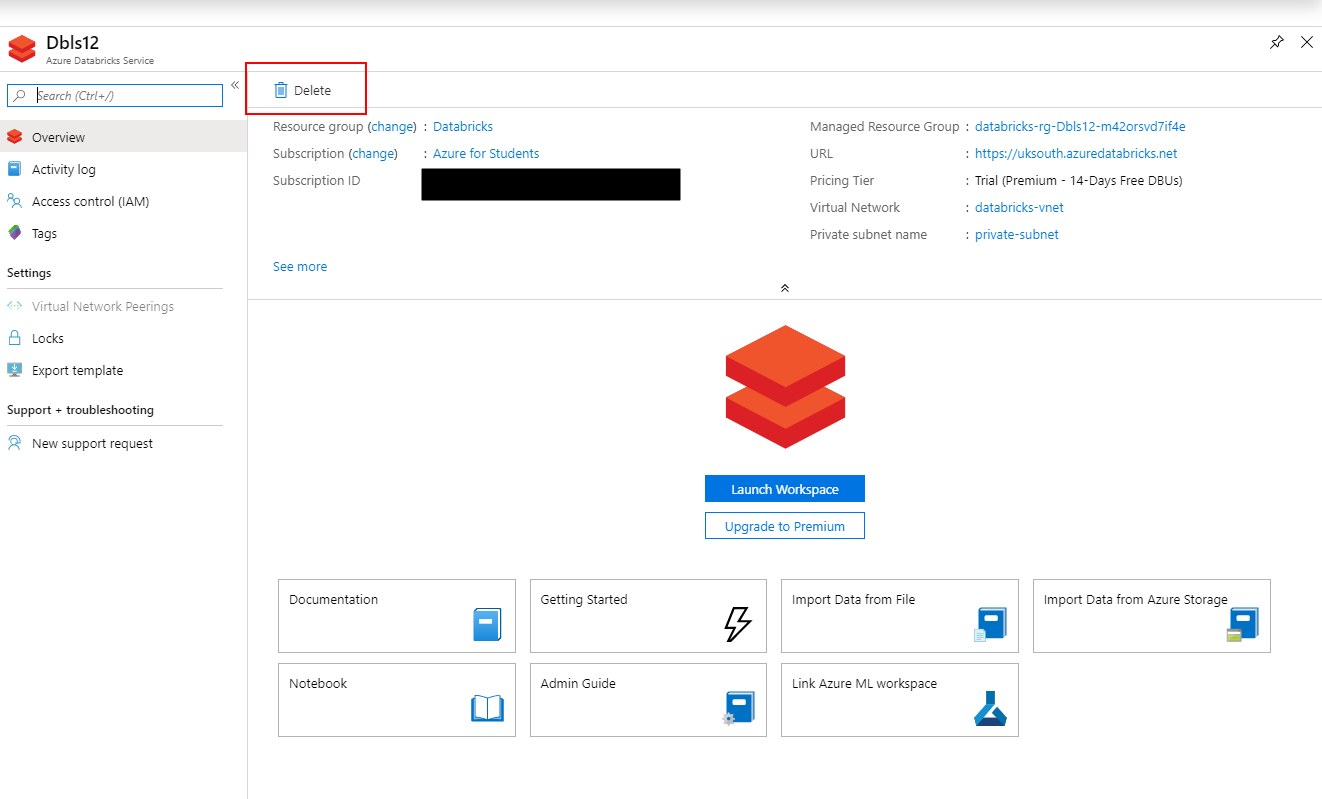 Dbls12
Azure Databricks Service
Search (Ctrl+/)
«
Delete
Overview
Activity log
Access control (IAM)
Tags
Settings
Virtual Network Peerings
Locks
Export template
Support + troubleshooting
New support request
Resource group (change) : Databricks
Subscription (change) : Azure for Students
Subscription ID
See more
Managed Resource Group : databricks-rg-Dbls12-m42orsvd7if4e
URL : https://uksouth.azuredatabricks.net
Pricing Tier : Trial (Premium - 14-Days Free DBUs)
Virtual Network : databricks-vnet
Private subnet name : private-subnet
Launch Workspace
Upgrade to Premium
Documentation
Getting Started
Import Data from File
Import Data from Azure Storage
Notebook
Admin Guide
Link Azure ML workspace